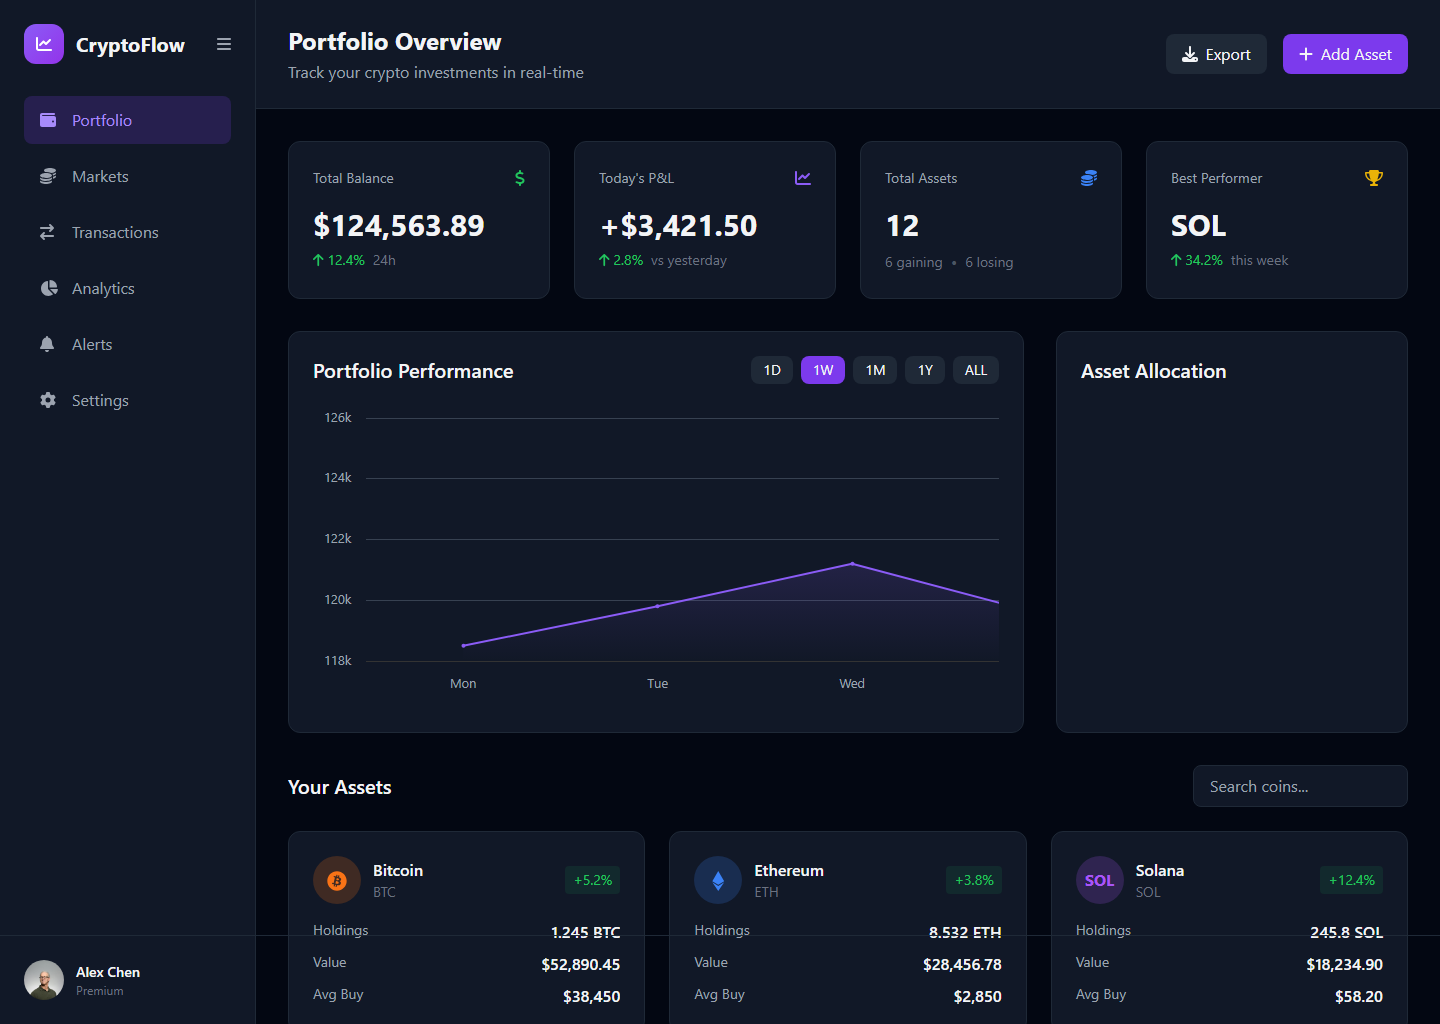 CryptoFlow
Portfolio
Markets
Transactions
Analytics
Alerts
Settings
Alex Chen
Premium
Portfolio Overview
Track your crypto investments in real-time
Export
Add Asset
Total Balance
$
$124,563.89
12.4% 24h
Today's P&L
+$3,421.50
2.8% vs yesterday
Total Assets
12
6 gaining • 6 losing
Best Performer
SOL
34.2% this week
Portfolio Performance
1D 1W 1M 1Y ALL
126k
124k
122k
120k
118k
Mon Tue Wed
Asset Allocation
Your Assets
Search coins...
Bitcoin
BTC
+5.2%
Holdings 1.245 BTC
Value $52,890.45
Avg Buy $38,450
Ethereum
ETH
+3.8%
Holdings 8.532 ETH
Value $28,456.78
Avg Buy $2,850
SOL
Solana
SOL
+12.4%
Holdings 245.8 SOL
Value $18,234.90
Avg Buy $58.20